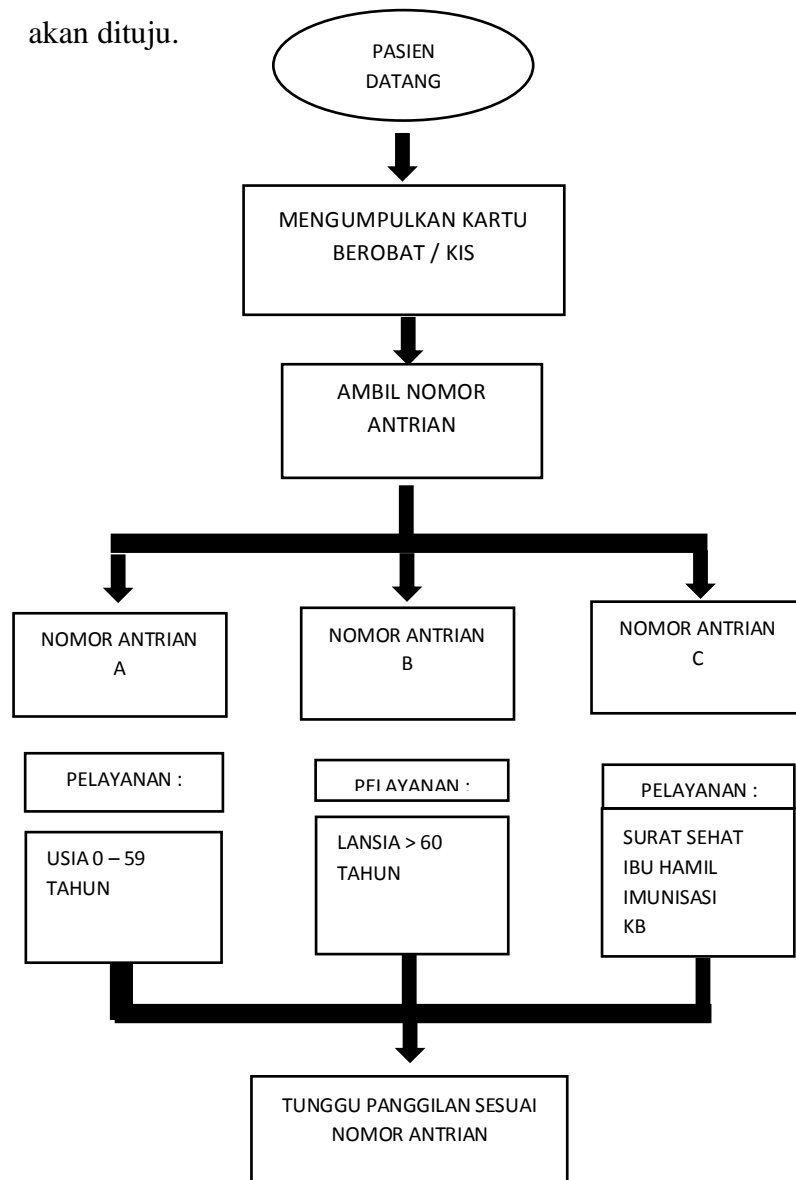 akan dituju.
PASIEN
DATANG
MENGUMPULKAN KARTU
BEROBAT / KIS
AMBIL NOMOR
ANTRIAN
NOMOR ANTRIAN
A
NOMOR ANTRIAN
B
NOMOR ANTRIAN
C
PELAYANAN :
PELAYANAN :
PELAYANAN :
USIA 0 – 59
TAHUN
LANSIA > 60
TAHUN
SURAT SEHAT
IBU HAMIL
IMUNISASI
KB
TUNGGU PANGGILAN SESUAI
NOMOR ANTRIAN